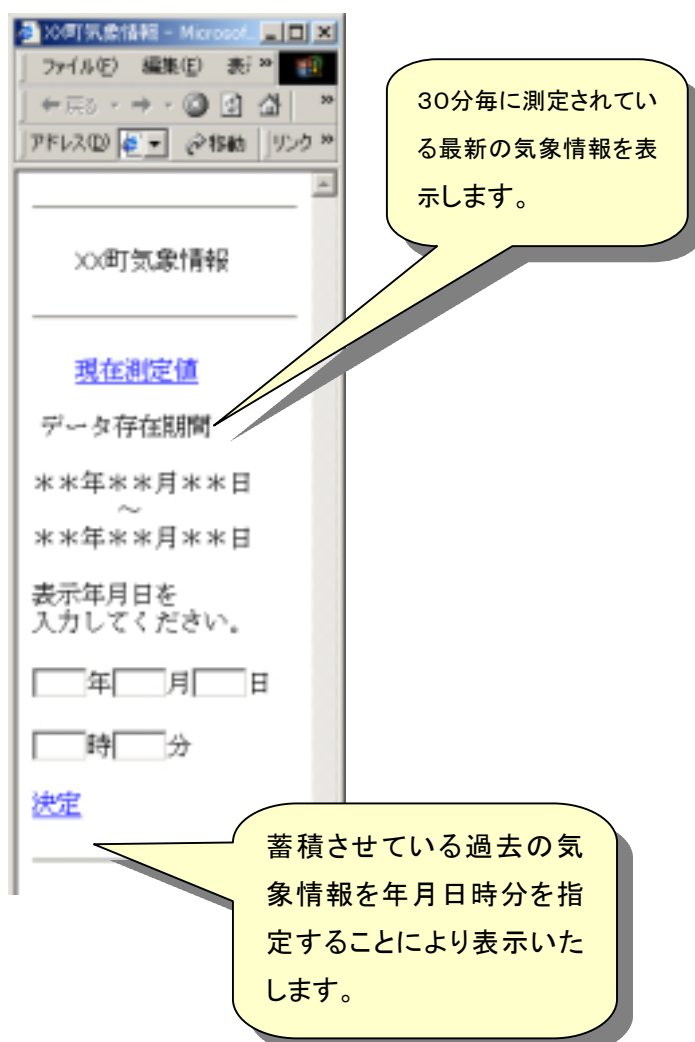 XX町気象情報 - Microsof...
ファイル(F) 編集(E) 表示 »
戻る »
アドレス(D) 移動 リンク »
30分毎に測定されてい
る最新の気象情報を表
示します。
XX町気象情報
現在測定値
データ存在期間
**年**月**日
～
**年**月**日
表示年月日を
入力してください。
年 月 日
時 分
決定
蓄積させている過去の気
象情報を年月日時分を指
定することにより表示いた
します。